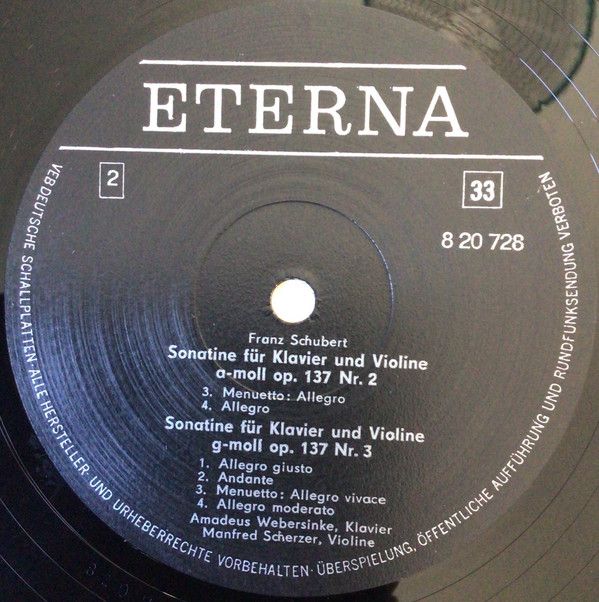 ETERNA
2
33
8 20 728
Franz Schubert
Sonatine für Klavier und Violine
a-moll op. 137 Nr. 2
3. Menuetto: Allegro
4. Allegro
Sonatine für Klavier und Violine
g-moll op. 137 Nr. 3
1. Allegro giusto
2. Andante
3. Menuetto: Allegro vivace
4. Allegro moderato
Amadeus Webersinke, Klavier
Manfred Scherzer, Violine
VEB DEUTSCHE SCHALLPLATTEN · ALLE HERSTELLER- UND URHEBERRECHTE VORBEHALTEN · ÜBERSPIELUNG, ÖFFENTLICHE AUFFÜHRUNG UND RUNDFUNKSENDUNG VERBOTEN